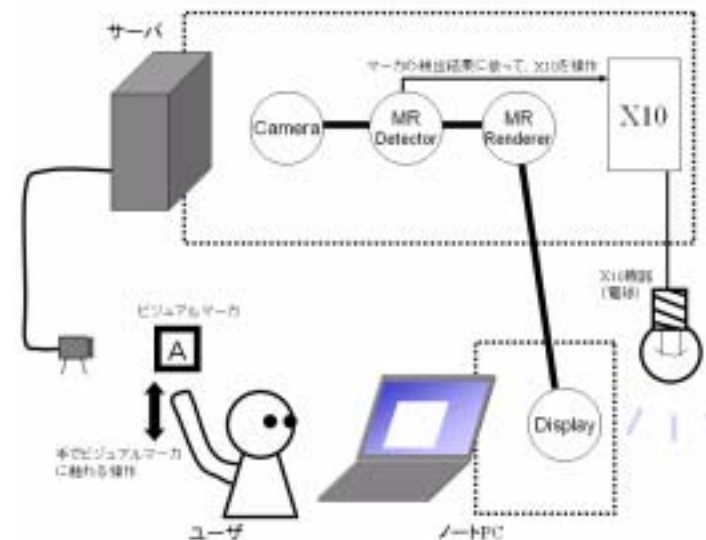 サーバ
マーカの検出結果に従って、X10を操作
Camera
MR
Detector
MR
Renderer
X10
X10機器
(電球)
ビジュアルマーカ
A
手でビジュアルマーカ
に触れる操作
Display
ユーザ
ノートPC